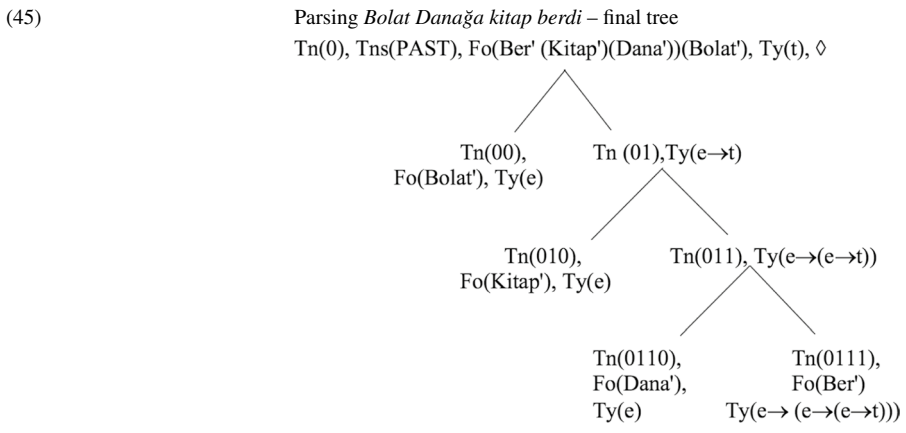 (45) Parsing Bolat Danağa kitap berdi – final tree
Tn(0), Tns(PAST), Fo(Ber' (Kitap')(Dana'))(Bolat'), Ty(t), ◊
Tn(00), Tn (01),Ty(e→t)
Fo(Bolat'), Ty(e)
Tn(010), Tn(011), Ty(e→(e→t))
Fo(Kitap'), Ty(e)
Tn(0110), Tn(0111),
Fo(Dana'), Fo(Ber')
Ty(e) Ty(e→ (e→(e→t)))